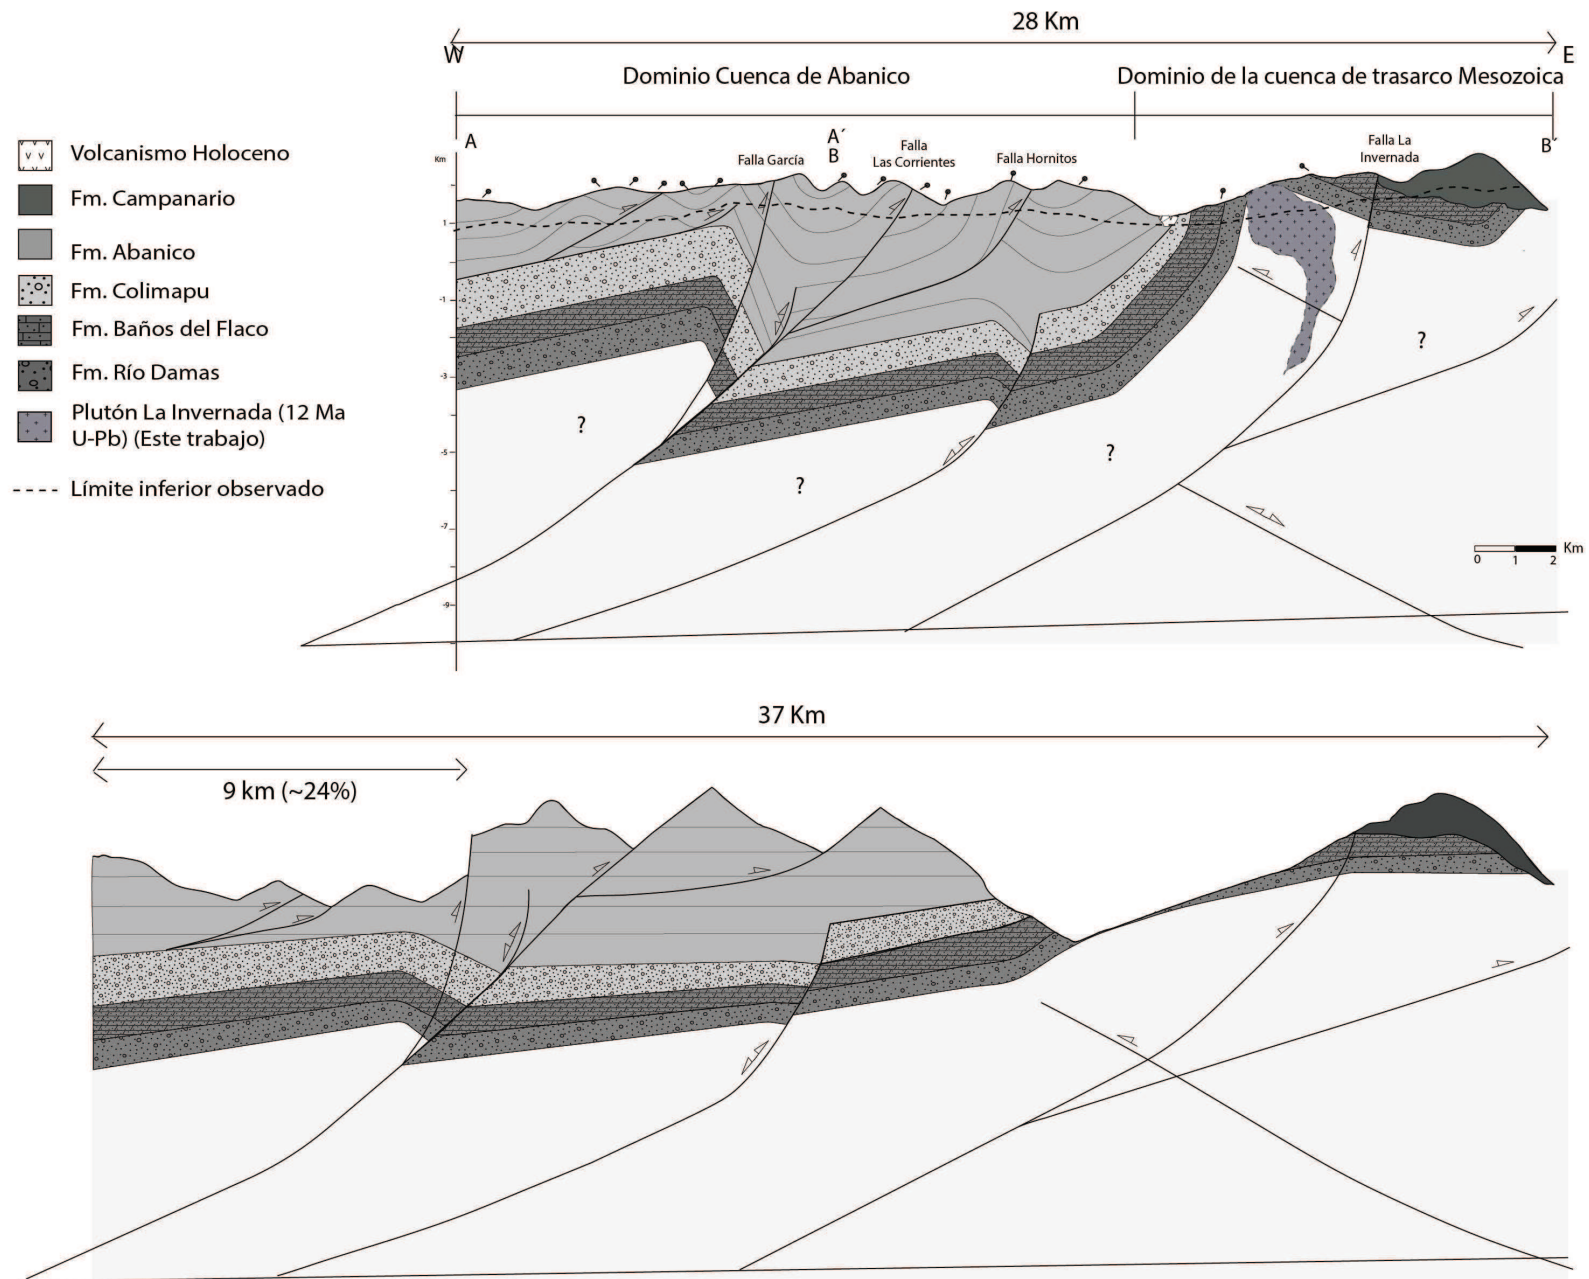 28 Km
W
E
Dominio Cuenca de Abanico
Dominio de la cuenca de trasarco Mesozoica
A
A´
B
B´
Km
Falla García
Falla
Las Corrientes
Falla Hornitos
Falla La
Invernada
Volcanismo Holoceno
Fm. Campanario
Fm. Abanico
Fm. Colimapu
Fm. Baños del Flaco
Fm. Río Damas
Plutón La Invernada (12 Ma
U-Pb) (Este trabajo)
Límite inferior observado
1
-1
-3
-5
-7
-9
?
?
?
?
Km
0 1 2
37 Km
9 km (~24%)